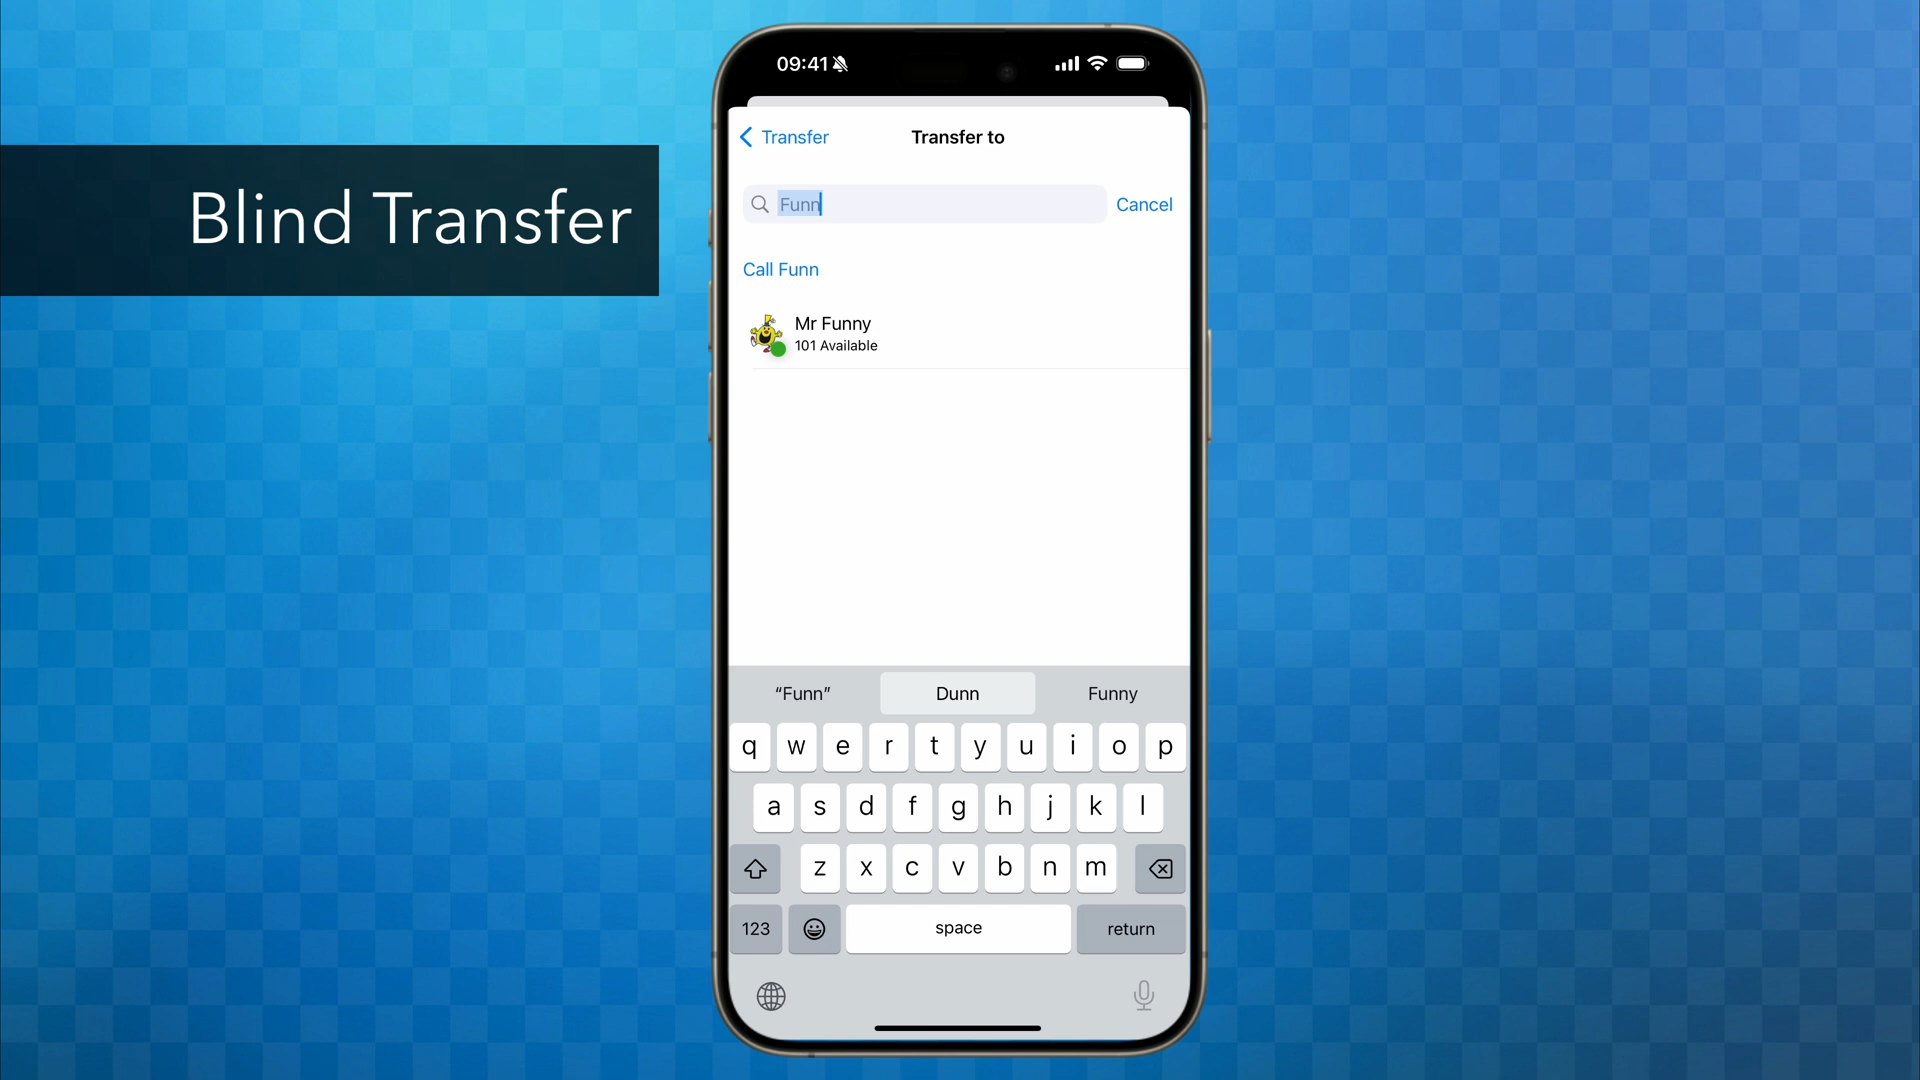 Blind Transfer
09:41
Transfer
Transfer to
Funn
Cancel
Call Funn
Mr Funny
101 Available
“Funn”
Dunn
Funny
q w e r t y u i o p
a s d f g h j k l
z x c v b n m
123
space
return